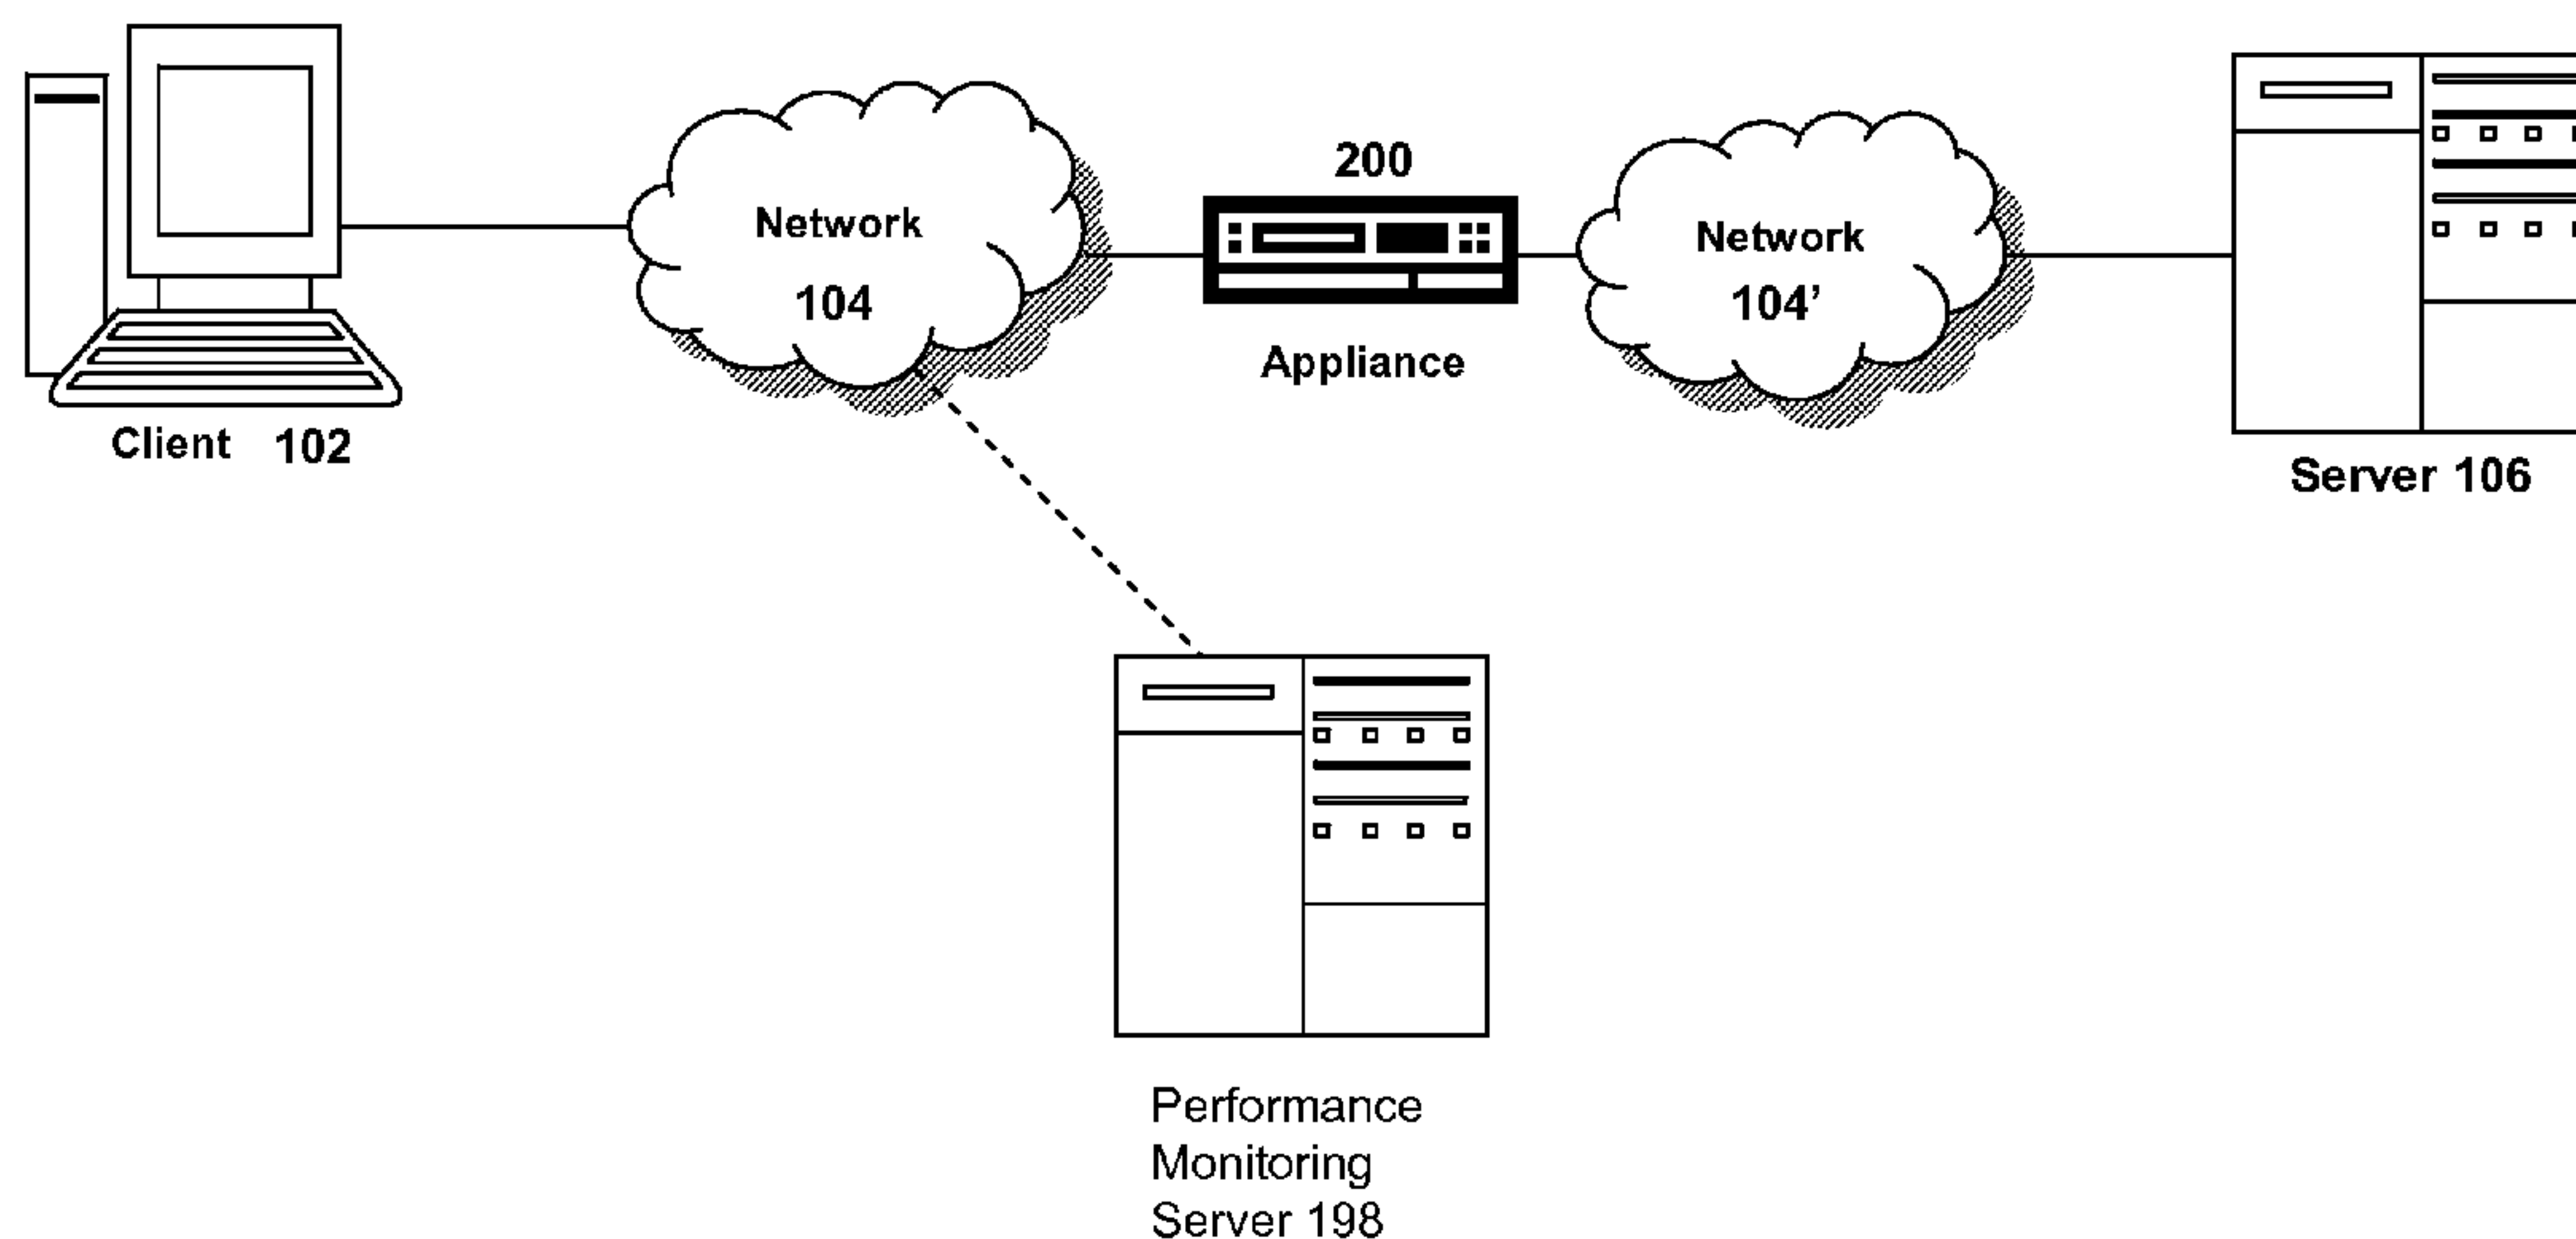 200
Network
104
Network
104'
Appliance
Client 102
Server 106
Performance
Monitoring
Server 198